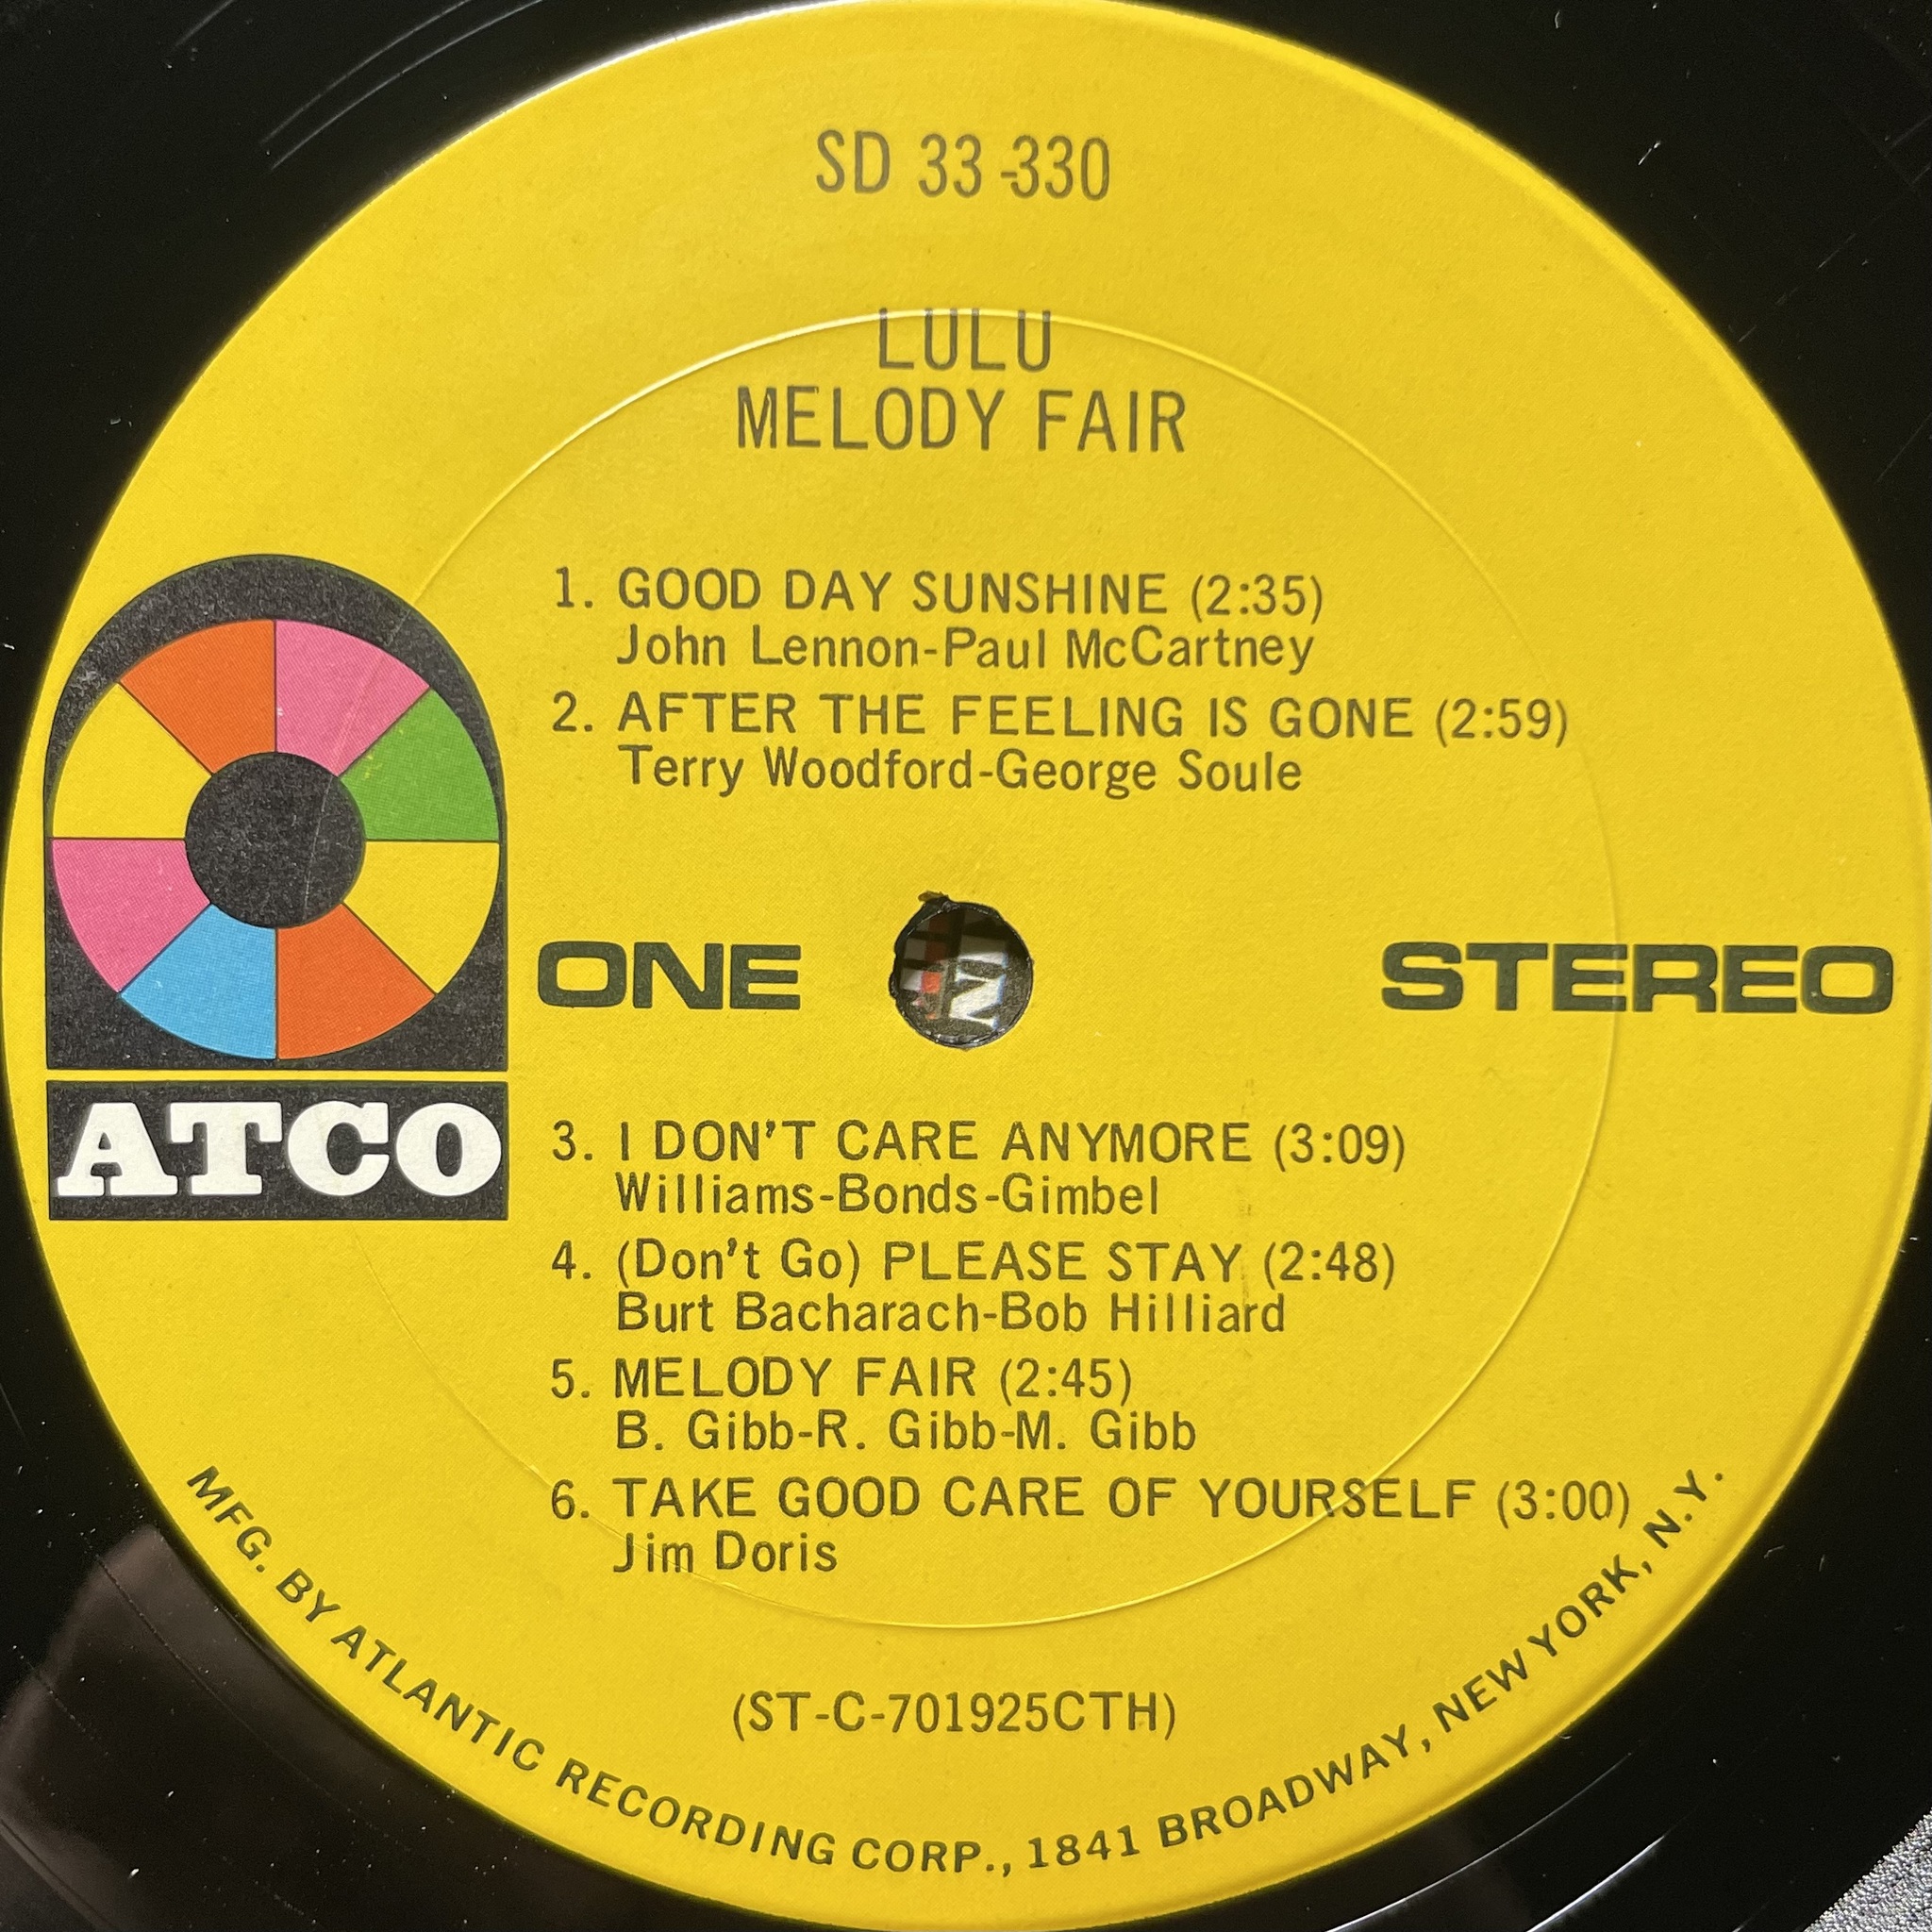 SD 33-330
LULU
MELODY FAIR
1. GOOD DAY SUNSHINE (2:35)
John Lennon-Paul McCartney
2. AFTER THE FEELING IS GONE (2:59)
Terry Woodford-George Soule
ONE
STEREO
ATCO
3. I DON'T CARE ANYMORE (3:09)
Williams-Bonds-Gimbel
4. (Don't Go) PLEASE STAY (2:48)
Burt Bacharach-Bob Hilliard
5. MELODY FAIR (2:45)
B. Gibb-R. Gibb-M. Gibb
6. TAKE GOOD CARE OF YOURSELF (3:00)
Jim Doris
(ST-C-701925CTH)
MFG. BY ATLANTIC RECORDING CORP., 1841 BROADWAY, NEW YORK, N.Y.